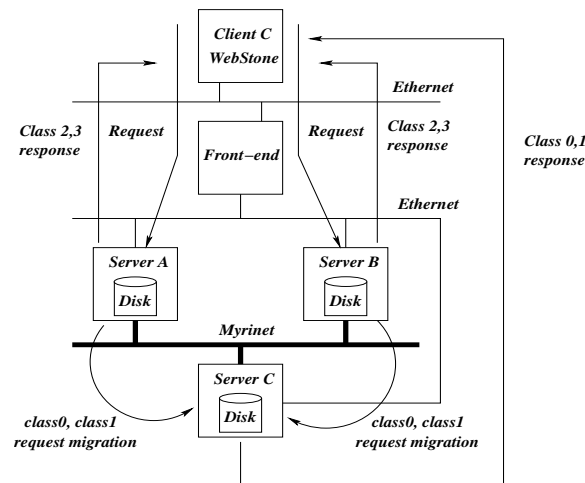 Client C
WebStone
Ethernet
Class 2,3
response
Request
Request
Class 2,3
response
Class 0,1
response
Front-end
Ethernet
Server A
Disk
Server B
Disk
Myrinet
Server C
Disk
class0, class1
request migration
class0, class1
request migration